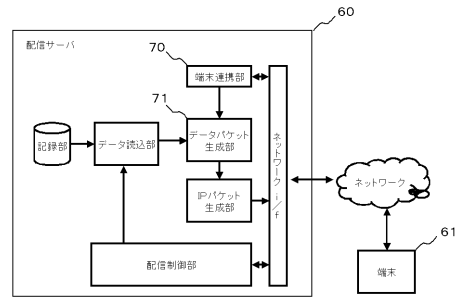 60
配信サーバ
70
端末連携部
71
記録部
データ読込部
データパケット
生成部
ネットワークi/f
IPパケット
生成部
ネットワーク
配信制御部
61
端末